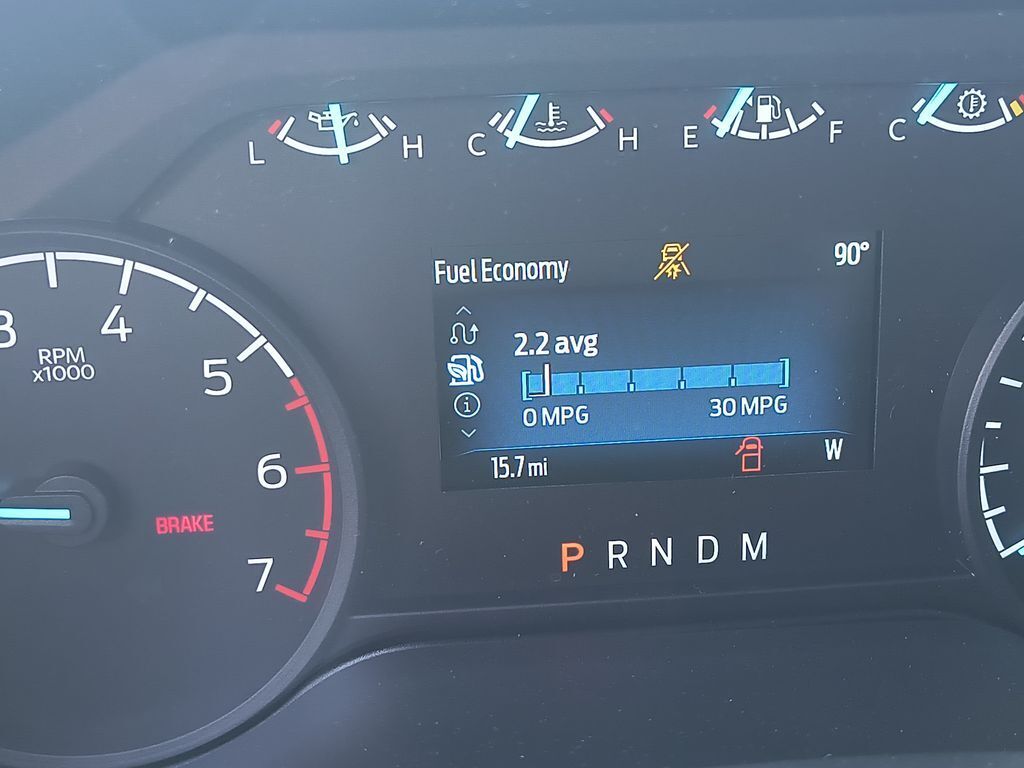 L H C H E F C
Fuel Economy 90°
3 4 5 6 7
RPM
x1000
2.2 avg
0 MPG 30 MPG
15.7 mi W
BRAKE
P R N D M